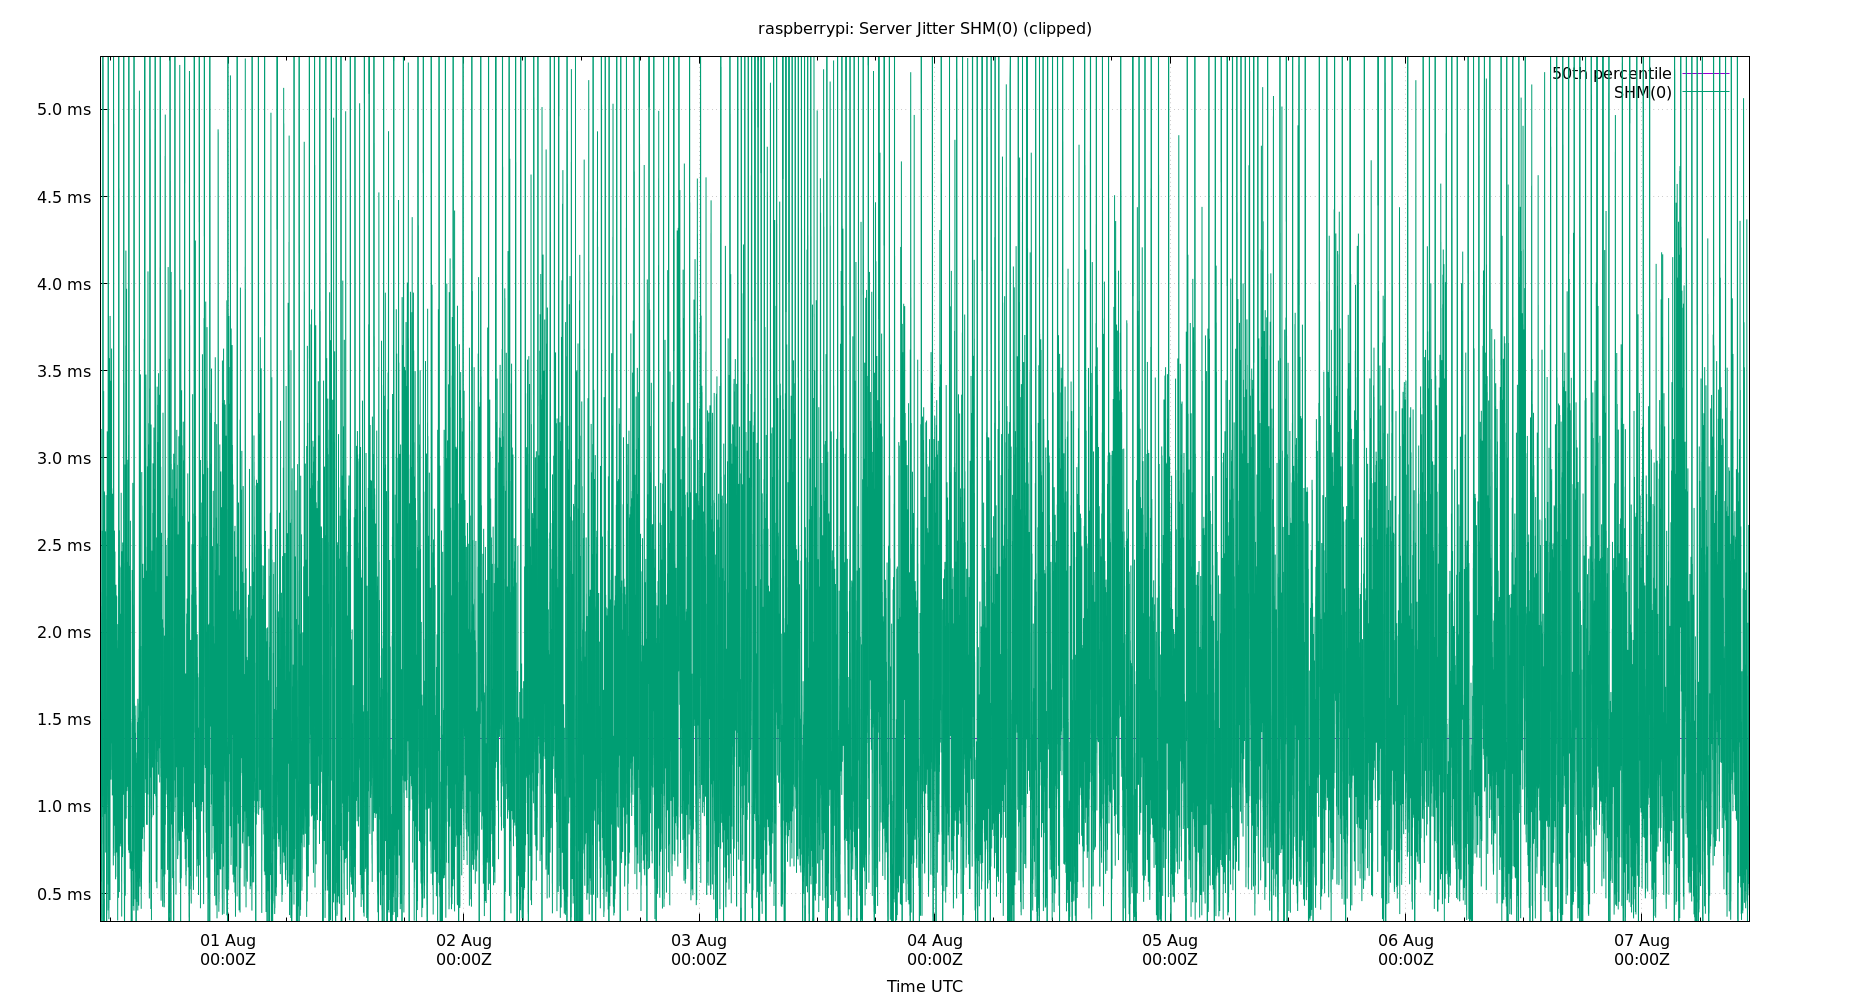 raspberrypi: Server Jitter SHM(0) (clipped)
50th percentile
SHM(0)
5.0 ms
4.5 ms
4.0 ms
3.5 ms
3.0 ms
2.5 ms
2.0 ms
1.5 ms
1.0 ms
0.5 ms
01 Aug 02 Aug 03 Aug 04 Aug 05 Aug 06 Aug 07 Aug
00:00Z 00:00Z 00:00Z 00:00Z 00:00Z 00:00Z 00:00Z
Time UTC